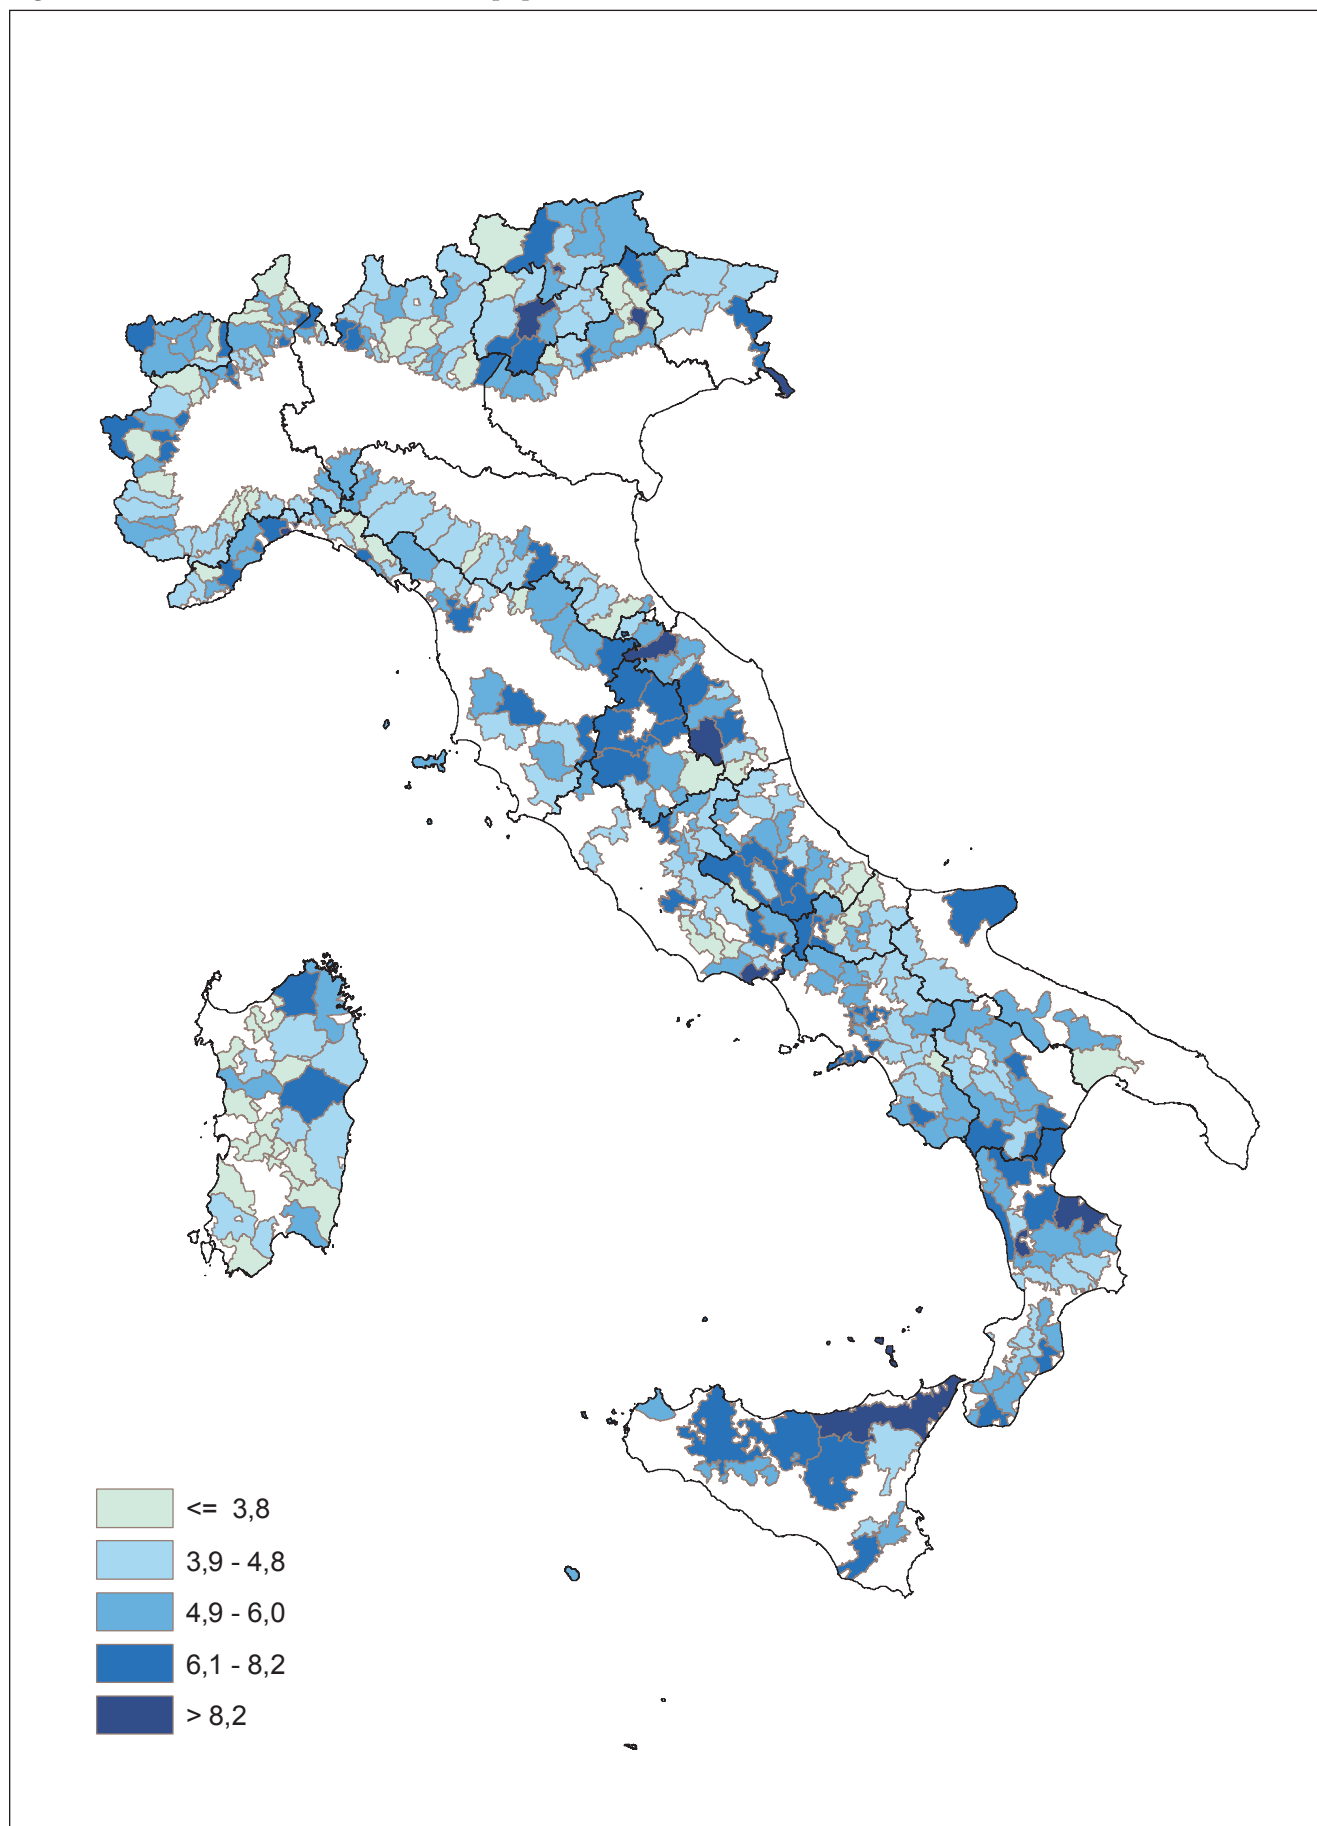 <= 3,8
3,9 - 4,8
4,9 - 6,0
6,1 - 8,2
> 8,2